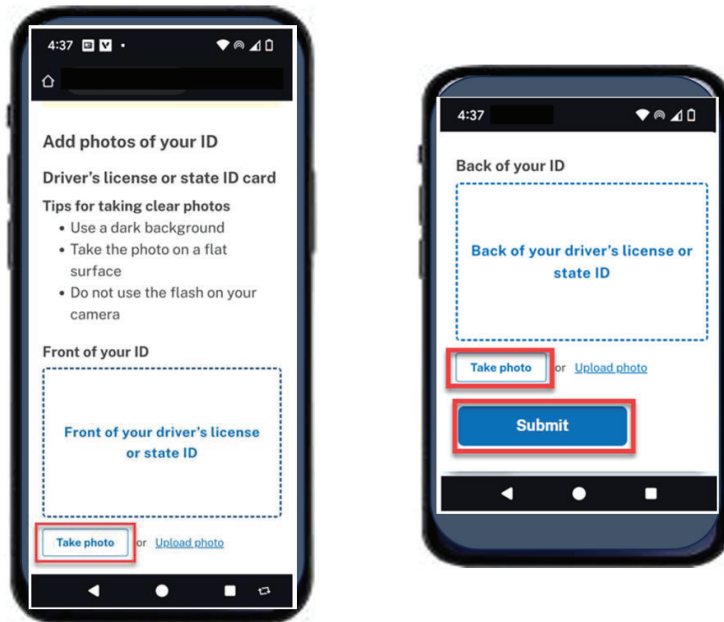 4:37
Add photos of your ID
Driver's license or state ID card
Tips for taking clear photos
• Use a dark background
• Take the photo on a flat
surface
• Do not use the flash on your
camera
Front of your ID
Front of your driver's license
or state ID
Take photo or Upload photo
4:37
Back of your ID
Back of your driver's license or
state ID
Take photo or Upload photo
Submit